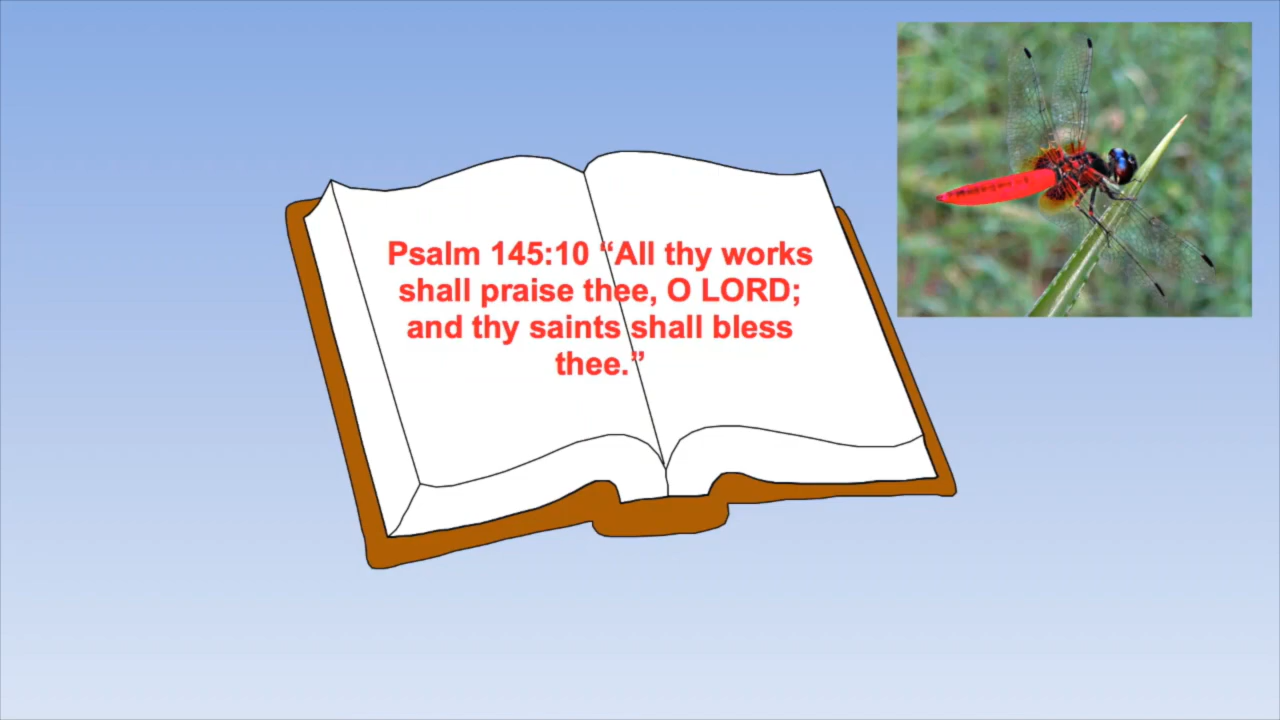 Psalm 145:10 “All thy works
shall praise thee, O LORD;
and thy saints shall bless
thee.”